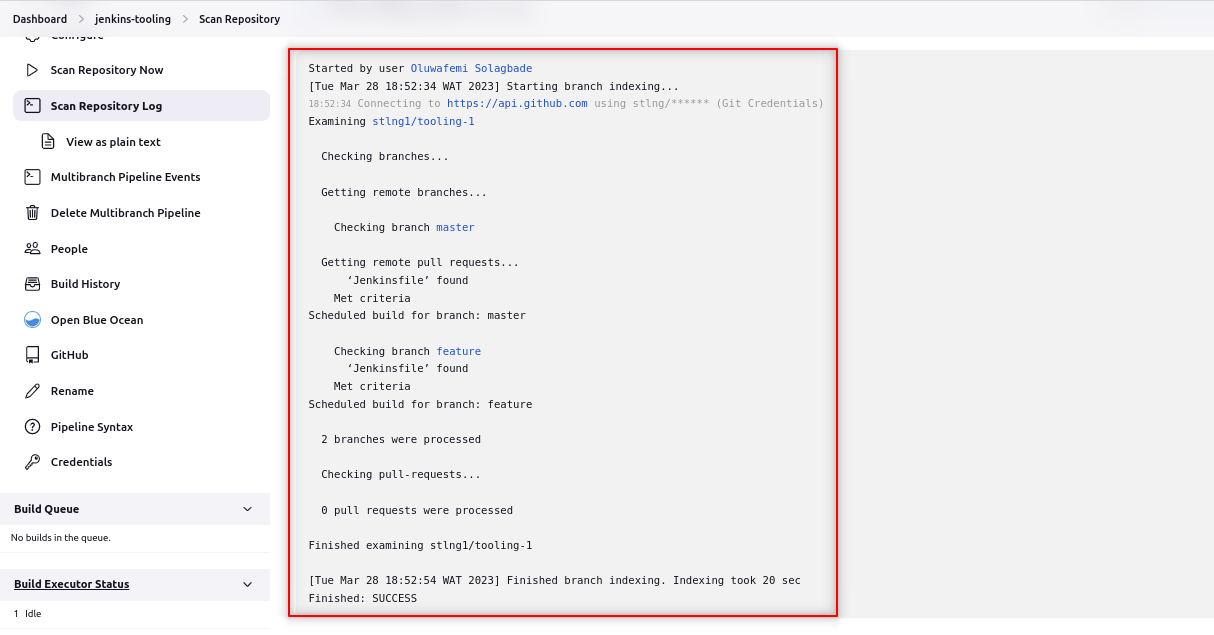 Dashboard > jenkins-tooling > Scan Repository
Configure
Scan Repository Now
Scan Repository Log
View as plain text
Multibranch Pipeline Events
Delete Multibranch Pipeline
People
Build History
Open Blue Ocean
GitHub
Rename
Pipeline Syntax
Credentials
Build Queue
No builds in the queue.
Build Executor Status
1 Idle
Started by user Oluwafemi Solagbade
[Tue Mar 28 18:52:34 WAT 2023] Starting branch indexing...
18:52:34 Connecting to https://api.github.com using stlng/****** (Git Credentials)
Examining stlng1/tooling-1
Checking branches...
Getting remote branches...
Checking branch master
Getting remote pull requests...
‘Jenkinsfile’ found
Met criteria
Scheduled build for branch: master
Checking branch feature
‘Jenkinsfile’ found
Met criteria
Scheduled build for branch: feature
2 branches were processed
Checking pull-requests...
0 pull requests were processed
Finished examining stlng1/tooling-1
[Tue Mar 28 18:52:54 WAT 2023] Finished branch indexing. Indexing took 20 sec
Finished: SUCCESS